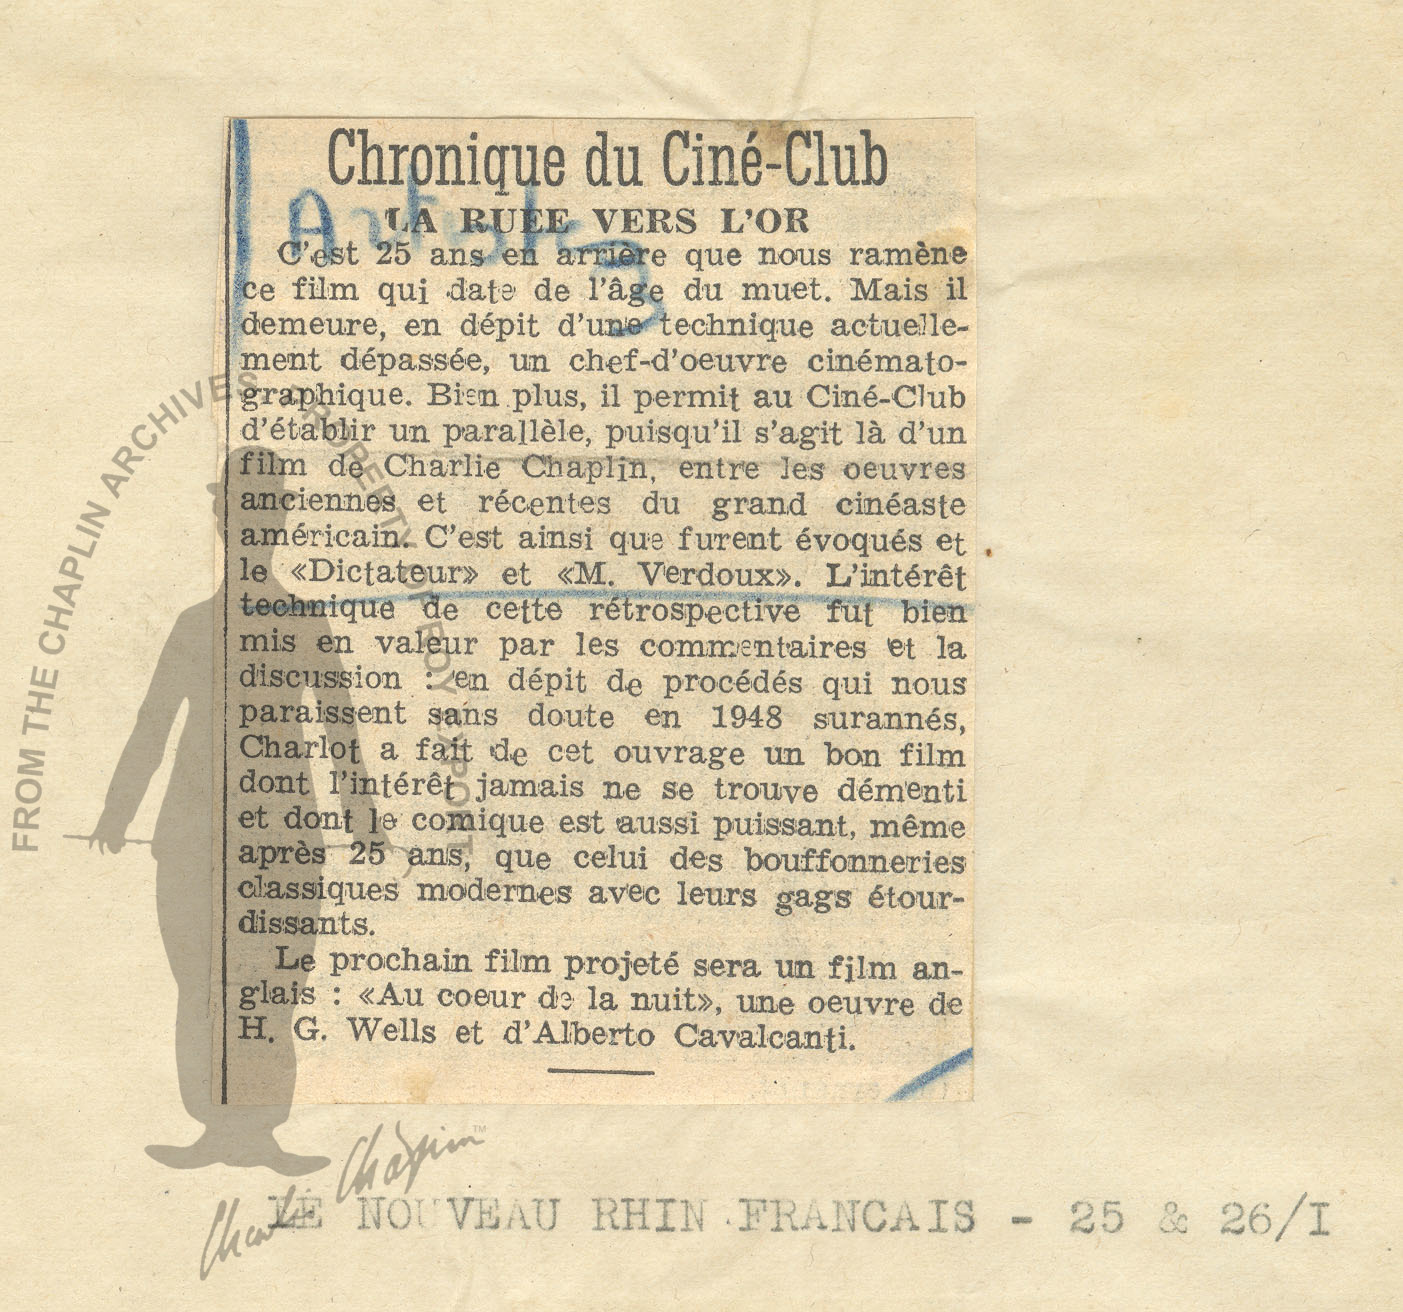 Chronique du Ciné-Club
LA RUEE VERS L'OR
C'est 25 ans en arrière que nous ramène
ce film qui date de l'âge du muet. Mais il
demeure, en dépit d'une technique actuelle-
ment dépassée, un chef-d'oeuvre cinémato-
graphique. Bien plus, il permit au Ciné-Club
d'établir un parallèle, puisqu'il s'agit là d'un
film de Charlie Chaplin, entre les oeuvres
anciennes et récentes du grand cinéaste
américain. C'est ainsi que furent évoqués et
le «Dictateur» et «M. Verdoux». L'intérêt
technique de cette rétrospective fut bien
mis en valeur par les commentaires et la
discussion : en dépit de procédés qui nous
paraissent sans doute en 1948 surannés,
Charlot a fait de cet ouvrage un bon film
dont l'intérêt jamais ne se trouve démenti
et dont le comique est aussi puissant, même
après 25 ans, que celui des bouffonneries
classiques modernes avec leurs gags étour-
dissants.
Le prochain film projeté sera un film an-
glais : «Au coeur de la nuit», une oeuvre de
H. G. Wells et d'Alberto Cavalcanti.
FROM THE CHAPLIN ARCHIVES - PROPERTY OF ROY EXPORT
Charlie Chaplin™
LE NOUVEAU RHIN FRANCAIS - 25 & 26/I